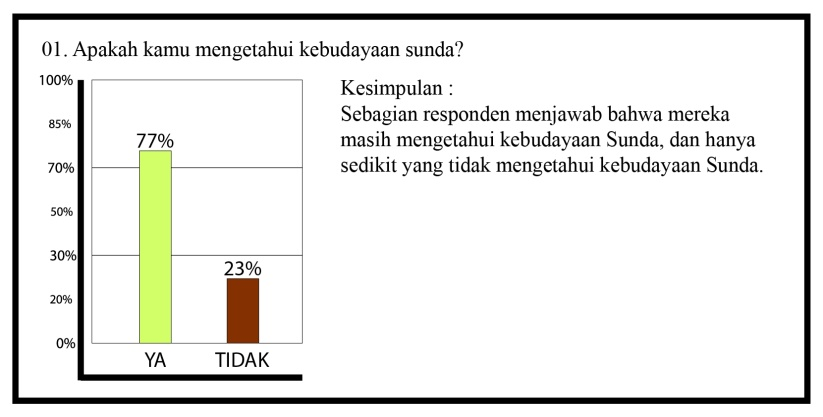 01. Apakah kamu mengetahui kebudayaan sunda?
100%
85%
70%
50%
30%
20%
0%
77%
23%
YA
TIDAK
Kesimpulan :
Sebagian responden menjawab bahwa mereka
masih mengetahui kebudayaan Sunda, dan hanya
sedikit yang tidak mengetahui kebudayaan Sunda.